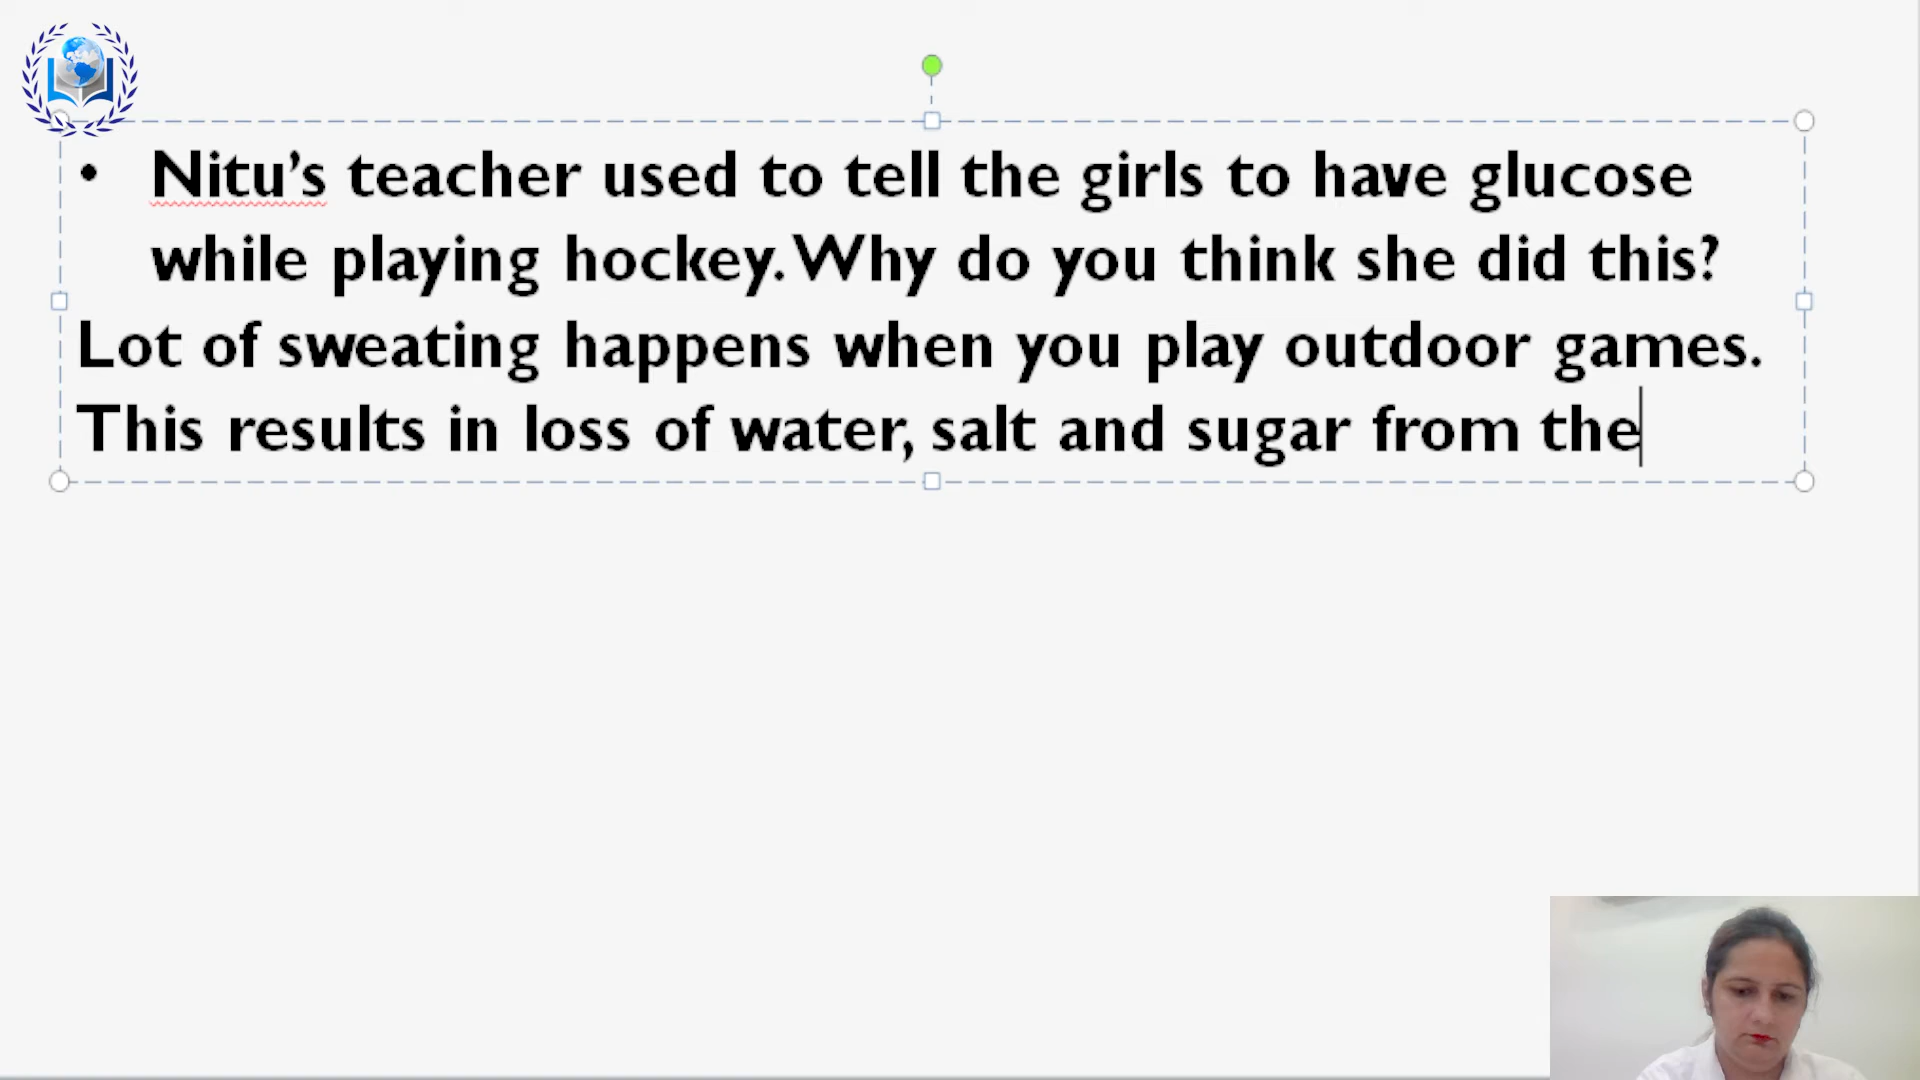 • Nitu’s teacher used to tell the girls to have glucose
while playing hockey. Why do you think she did this?
Lot of sweating happens when you play outdoor games.
This results in loss of water, salt and sugar from the